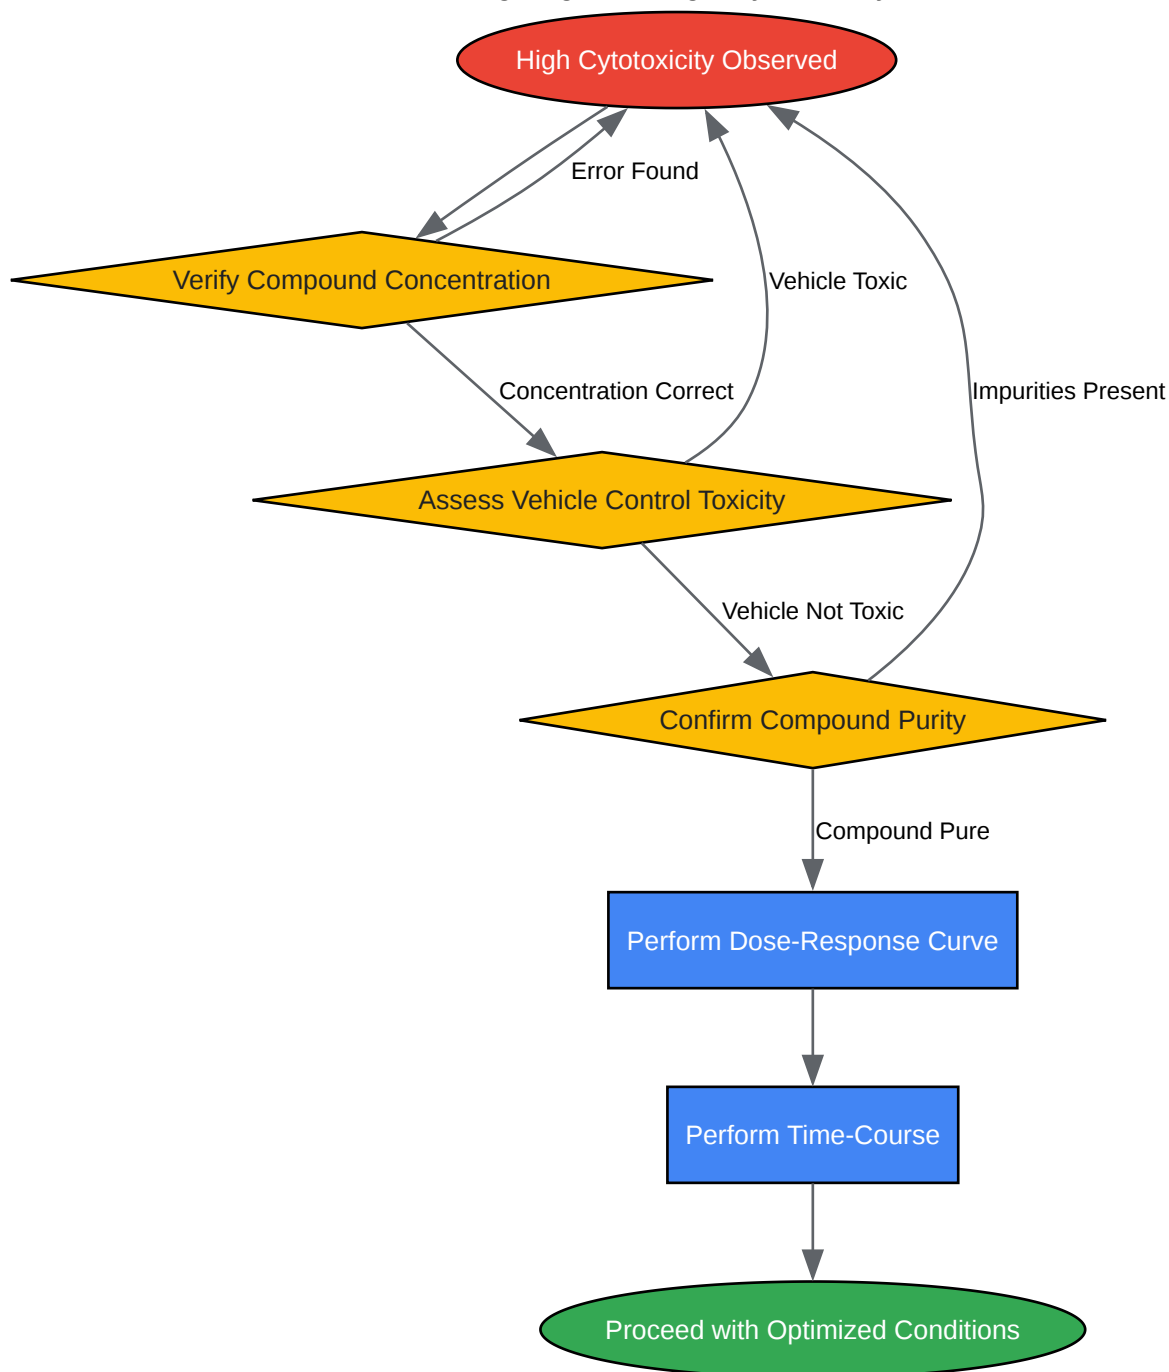 High Cytotoxicity Observed
Error Found
Verify Compound Concentration
Vehicle Toxic
Concentration Correct
Impurities Present
Assess Vehicle Control Toxicity
Vehicle Not Toxic
Confirm Compound Purity
Compound Pure
Perform Dose-Response Curve
Perform Time-Course
Proceed with Optimized Conditions